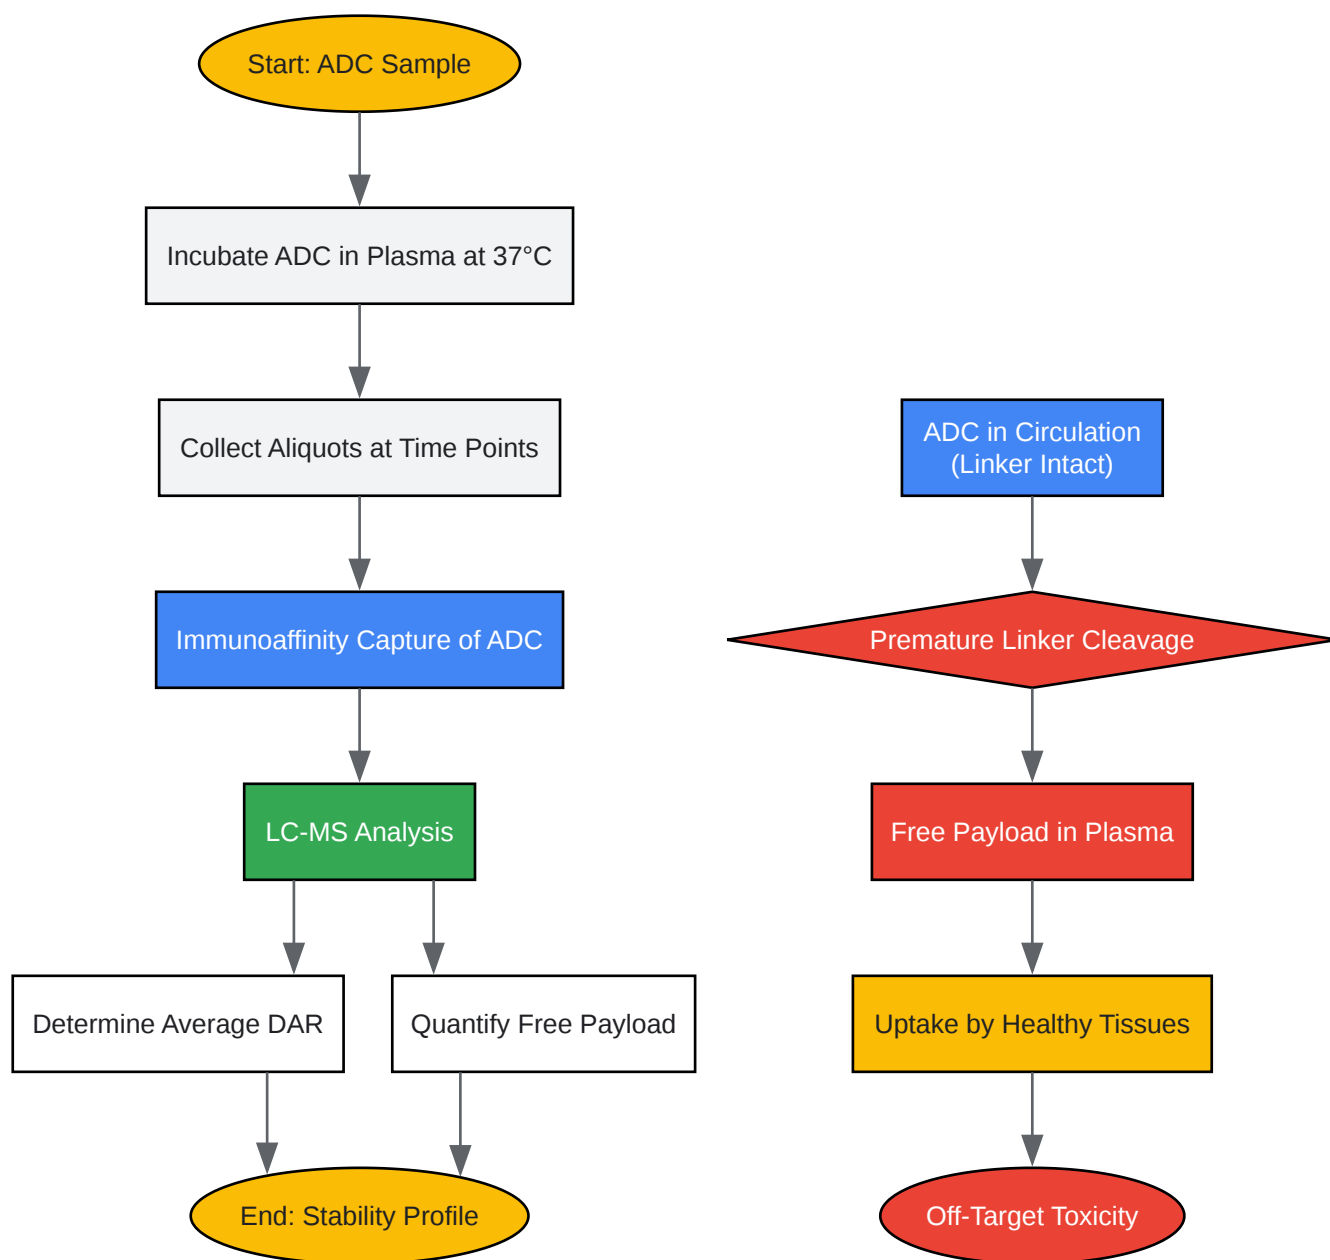 Start: ADC Sample
Incubate ADC in Plasma at 37°C
Collect Aliquots at Time Points
Immunoaffinity Capture of ADC
LC-MS Analysis
Determine Average DAR
Quantify Free Payload
End: Stability Profile
ADC in Circulation
(Linker Intact)
Premature Linker Cleavage
Free Payload in Plasma
Uptake by Healthy Tissues
Off-Target Toxicity